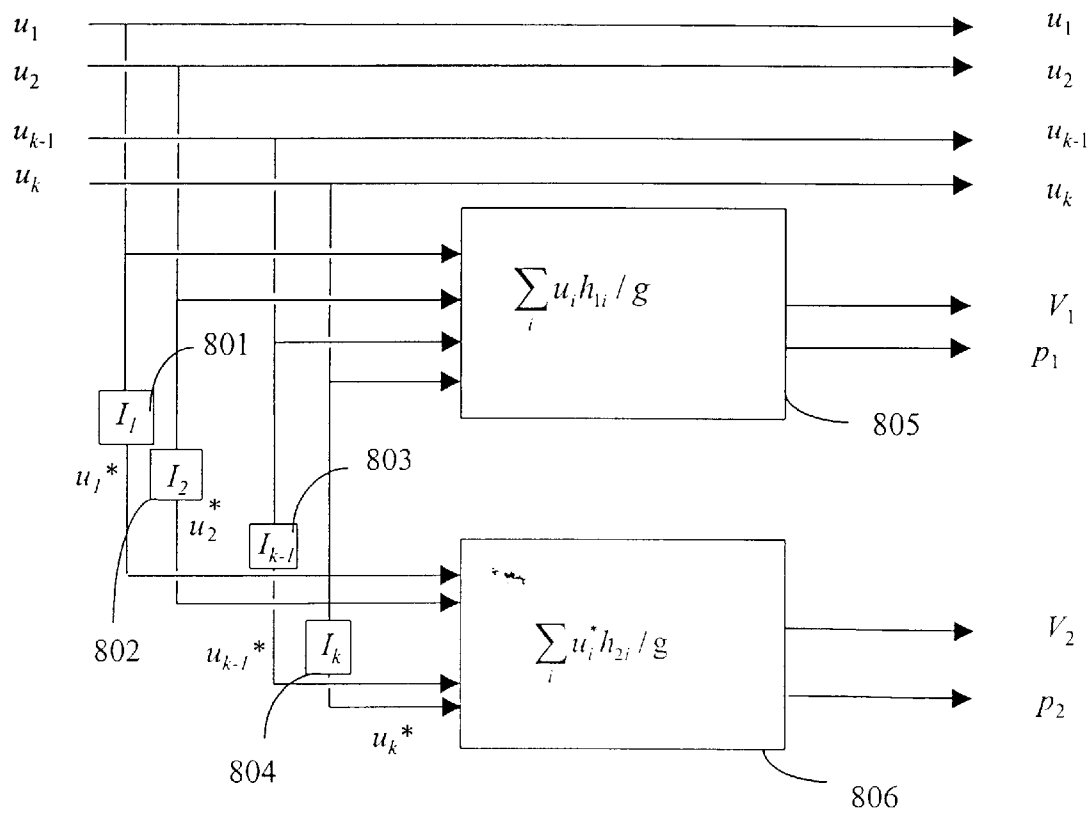 u₁ u₁
u₂ u₂
uₖ₋₁ uₖ₋₁
uₖ uₖ
∑ᵢ uᵢh₁ᵢ / g
V₁
p₁
801
805
I₁
803
u₁*
I₂
u₂*
Iₖ₋₁
802
∑ᵢ uᵢ*h₂ᵢ / g
V₂
uₖ₋₁*
Iₖ
p₂
uₖ*
804
806